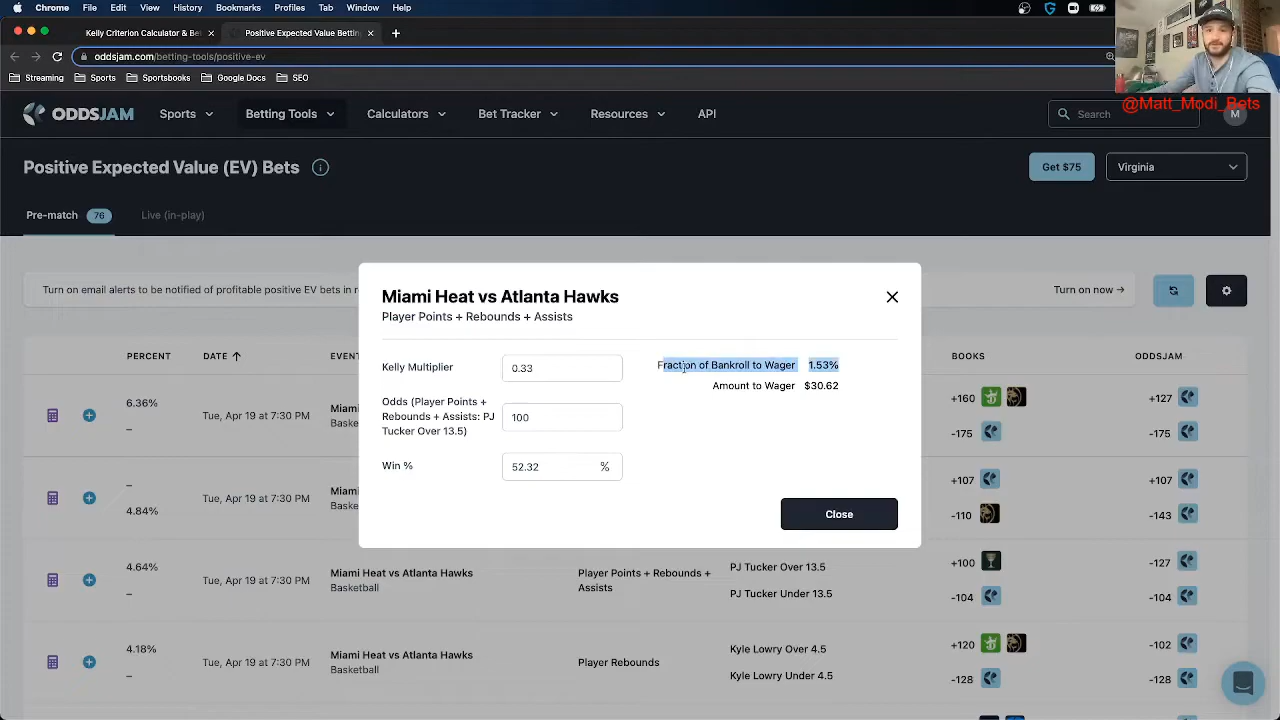 Chrome File Edit View History Bookmarks Profiles Tab Window Help
Kelly Criterion Calculator & Bet
Positive Expected Value Betting
oddsjam.com/betting-tools/positive-ev
Streaming Sports Sportsbooks Google Docs SEO
@Matt_Modi_Bets
ODDSJAM Sports Betting Tools Calculators Bet Tracker Resources API Search M
Positive Expected Value (EV) Bets
Get $75
Virginia
Pre-match 76 Live (in-play)
Turn on email alerts to be notified of profitable positive EV bets in r
Turn on now →
Miami Heat vs Atlanta Hawks
Player Points + Rebounds + Assists
Kelly Multiplier 0.33
Odds (Player Points +
Rebounds + Assists: PJ
Tucker Over 13.5)
100
Win % 52.32 %
Fraction of Bankroll to Wager 1.53%
Amount to Wager $30.62
Close
PERCENT DATE EVENT BOOKS ODDSJAM
6.36% Miami +160 +127
– Tue, Apr 19 at 7:30 PM Baske -175 -175
– Miami +107 +107
4.84% Tue, Apr 19 at 7:30 PM Baske -110 -143
4.64% Tue, Apr 19 at 7:30 PM Miami Heat vs Atlanta Hawks Player Points + Rebounds + PJ Tucker Over 13.5 +100 -127
– Basketball Assists PJ Tucker Under 13.5 -104 -104
4.18% Tue, Apr 19 at 7:30 PM Miami Heat vs Atlanta Hawks Player Rebounds Kyle Lowry Over 4.5 +120 -102
– Basketball Kyle Lowry Under 4.5 -128 -128